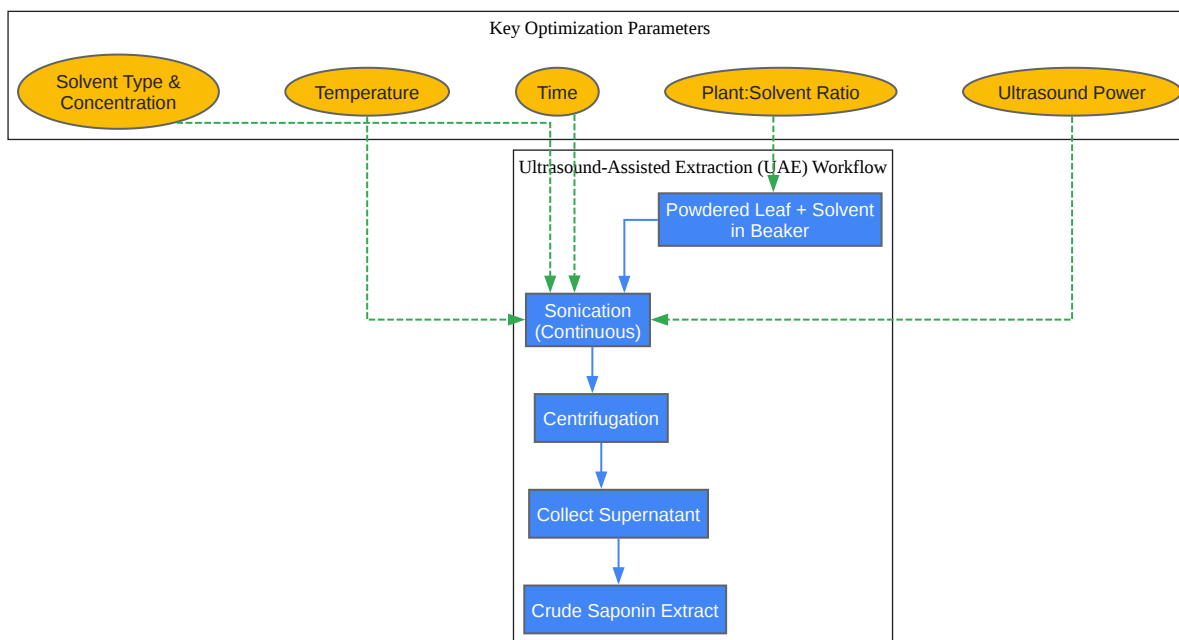 Key Optimization Parameters
Solvent Type &
Concentration
Temperature
Time
Plant:Solvent Ratio
Ultrasound Power
Ultrasound-Assisted Extraction (UAE) Workflow
Powdered Leaf + Solvent
in Beaker
Sonication
(Continuous)
Centrifugation
Collect Supernatant
Crude Saponin Extract